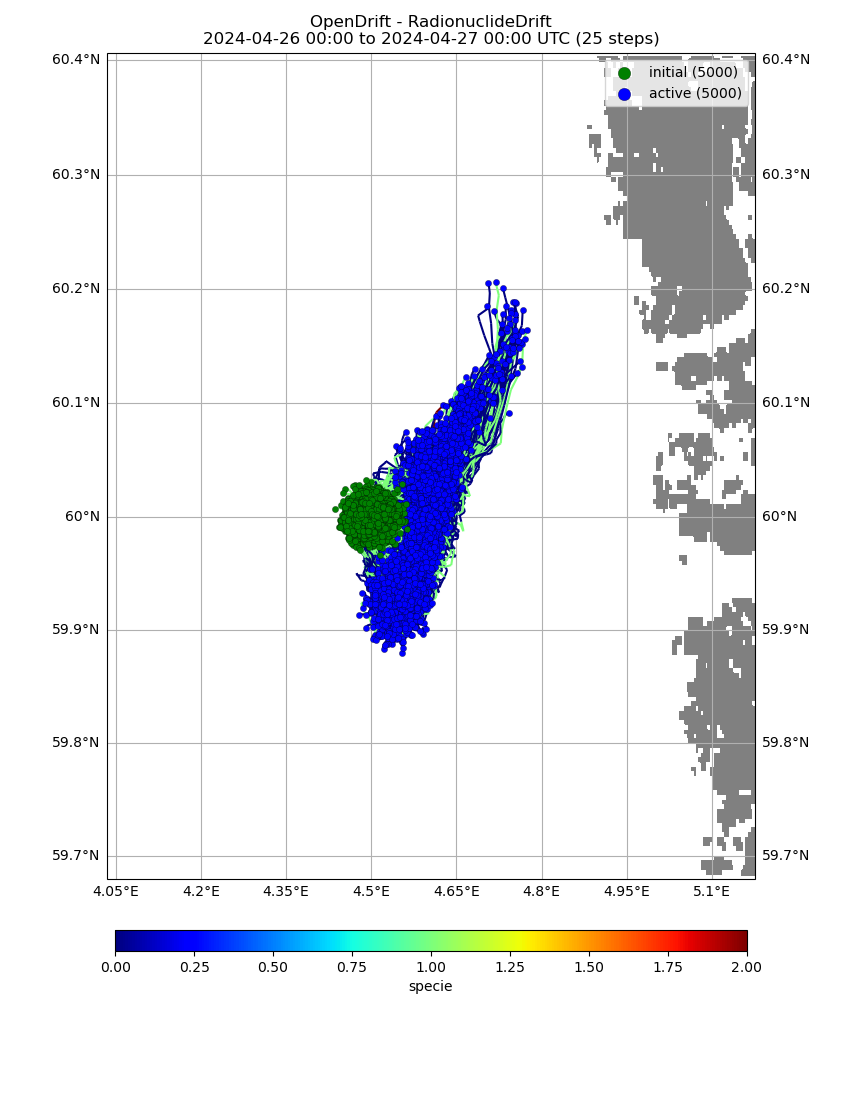 OpenDrift - RadionuclideDrift
2024-04-26 00:00 to 2024-04-27 00:00 UTC (25 steps)
60.4°N
60.4°N
initial (5000)
active (5000)
60.3°N
60.3°N
60.2°N
60.2°N
60.1°N
60.1°N
60°N
60°N
59.9°N
59.9°N
59.8°N
59.8°N
59.7°N
59.7°N
4.05°E 4.2°E 4.35°E 4.5°E 4.65°E 4.8°E 4.95°E 5.1°E
0.00 0.25 0.50 0.75 1.00 1.25 1.50 1.75 2.00
specie